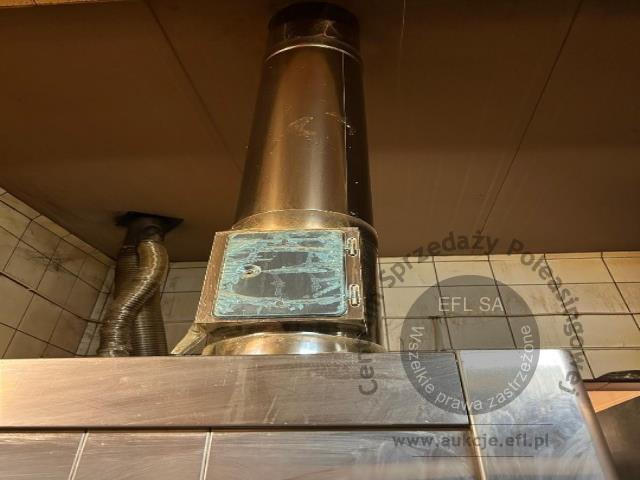 Centrum Sprzedaży Poleasingowej
EFL SA
Wszelkie prawa zastrzeżone
www.aukcje.efl.pl